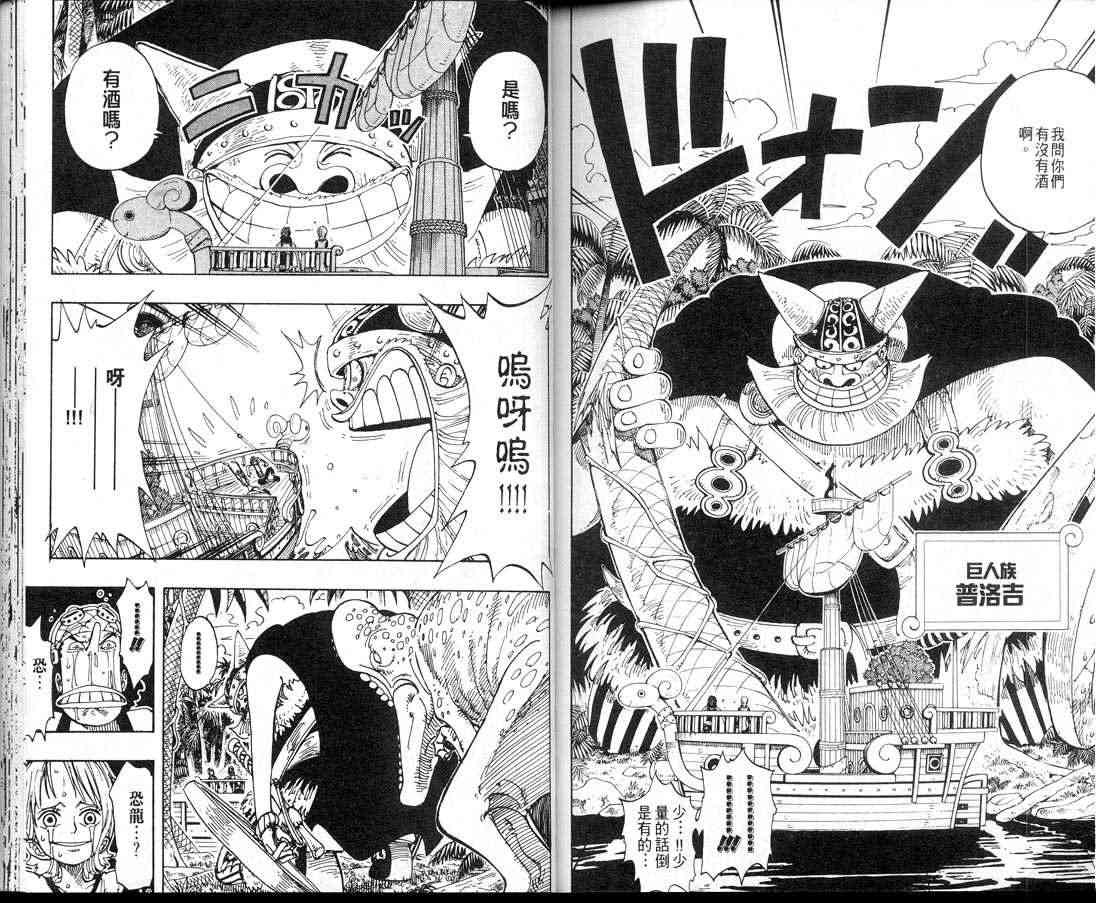 我問你們
有沒有酒
啊。
ドオン
巨人族
普洛吉
………!!!
少…!!少
量的話倒
是有的…
是嗎？
有酒嗎？
ニカッ
嗚呀嗚!!!!
呀——!!!
…………
………!!
恐…
恐龍…?